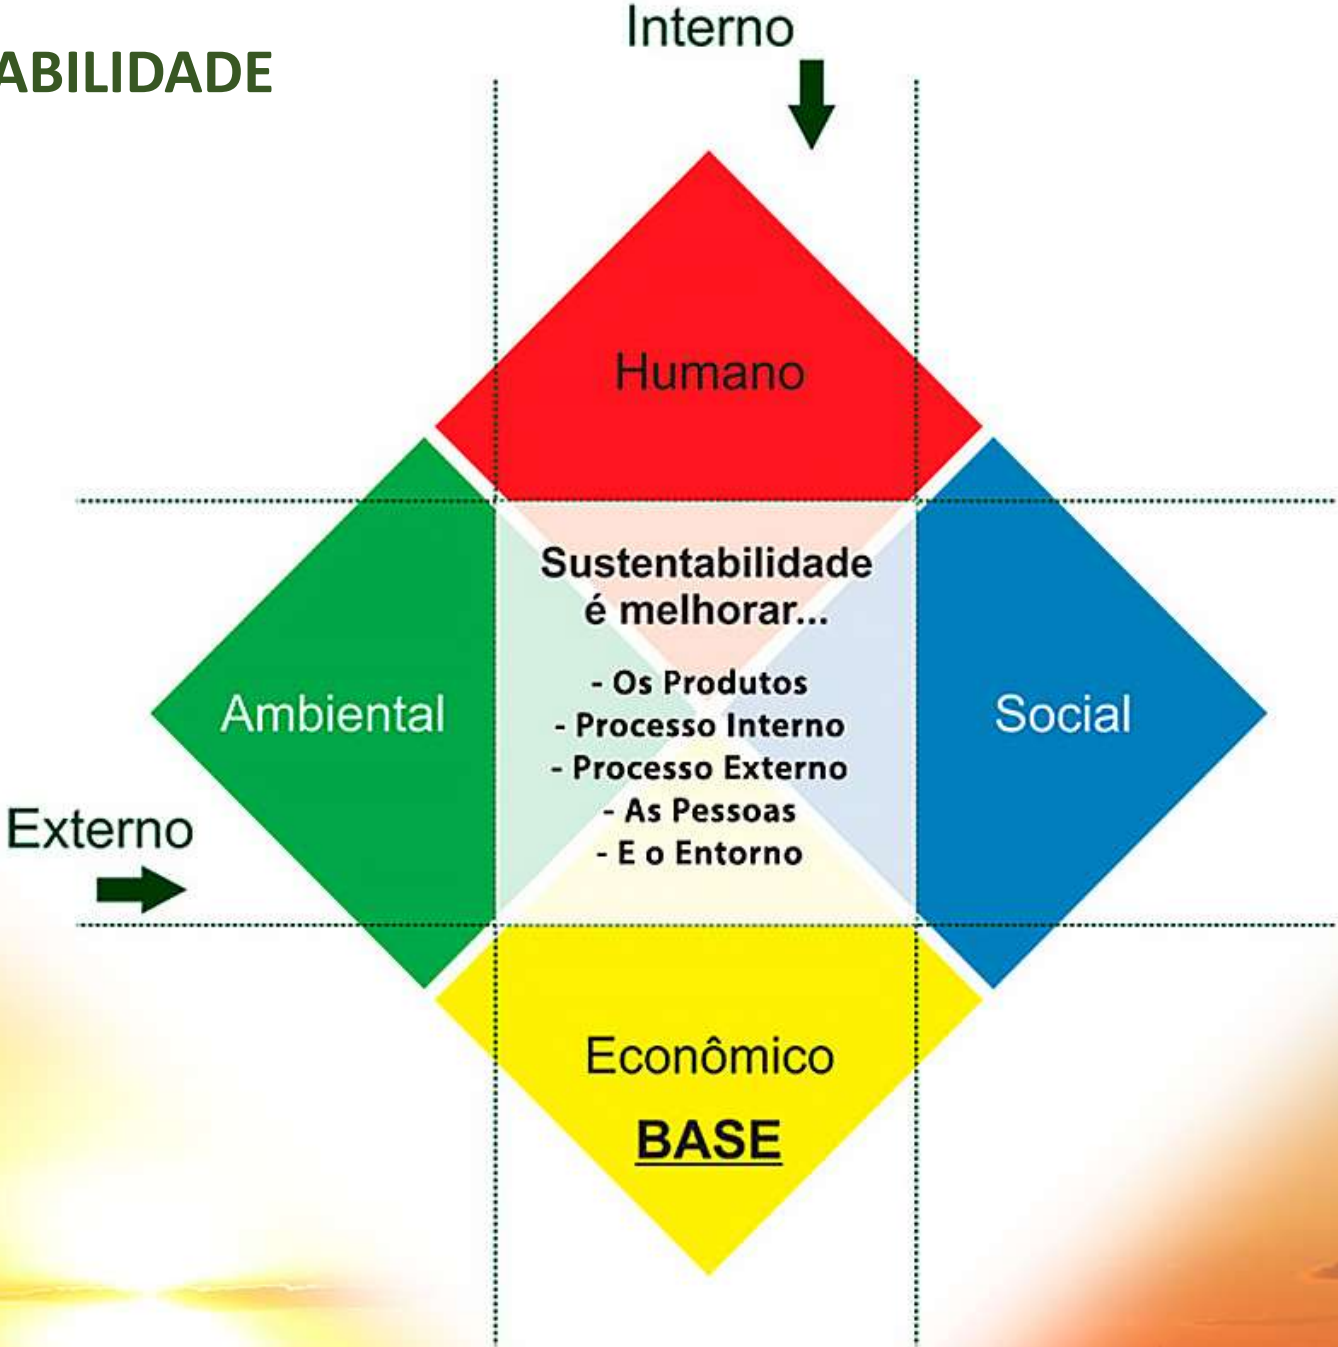 Interno
ABILIDADE
Humano
Sustentabilidade
é melhorar...
- Os Produtos
- Processo Interno
- Processo Externo
- As Pessoas
- E o Entorno
Ambiental
Social
Externo
Econômico
BASE